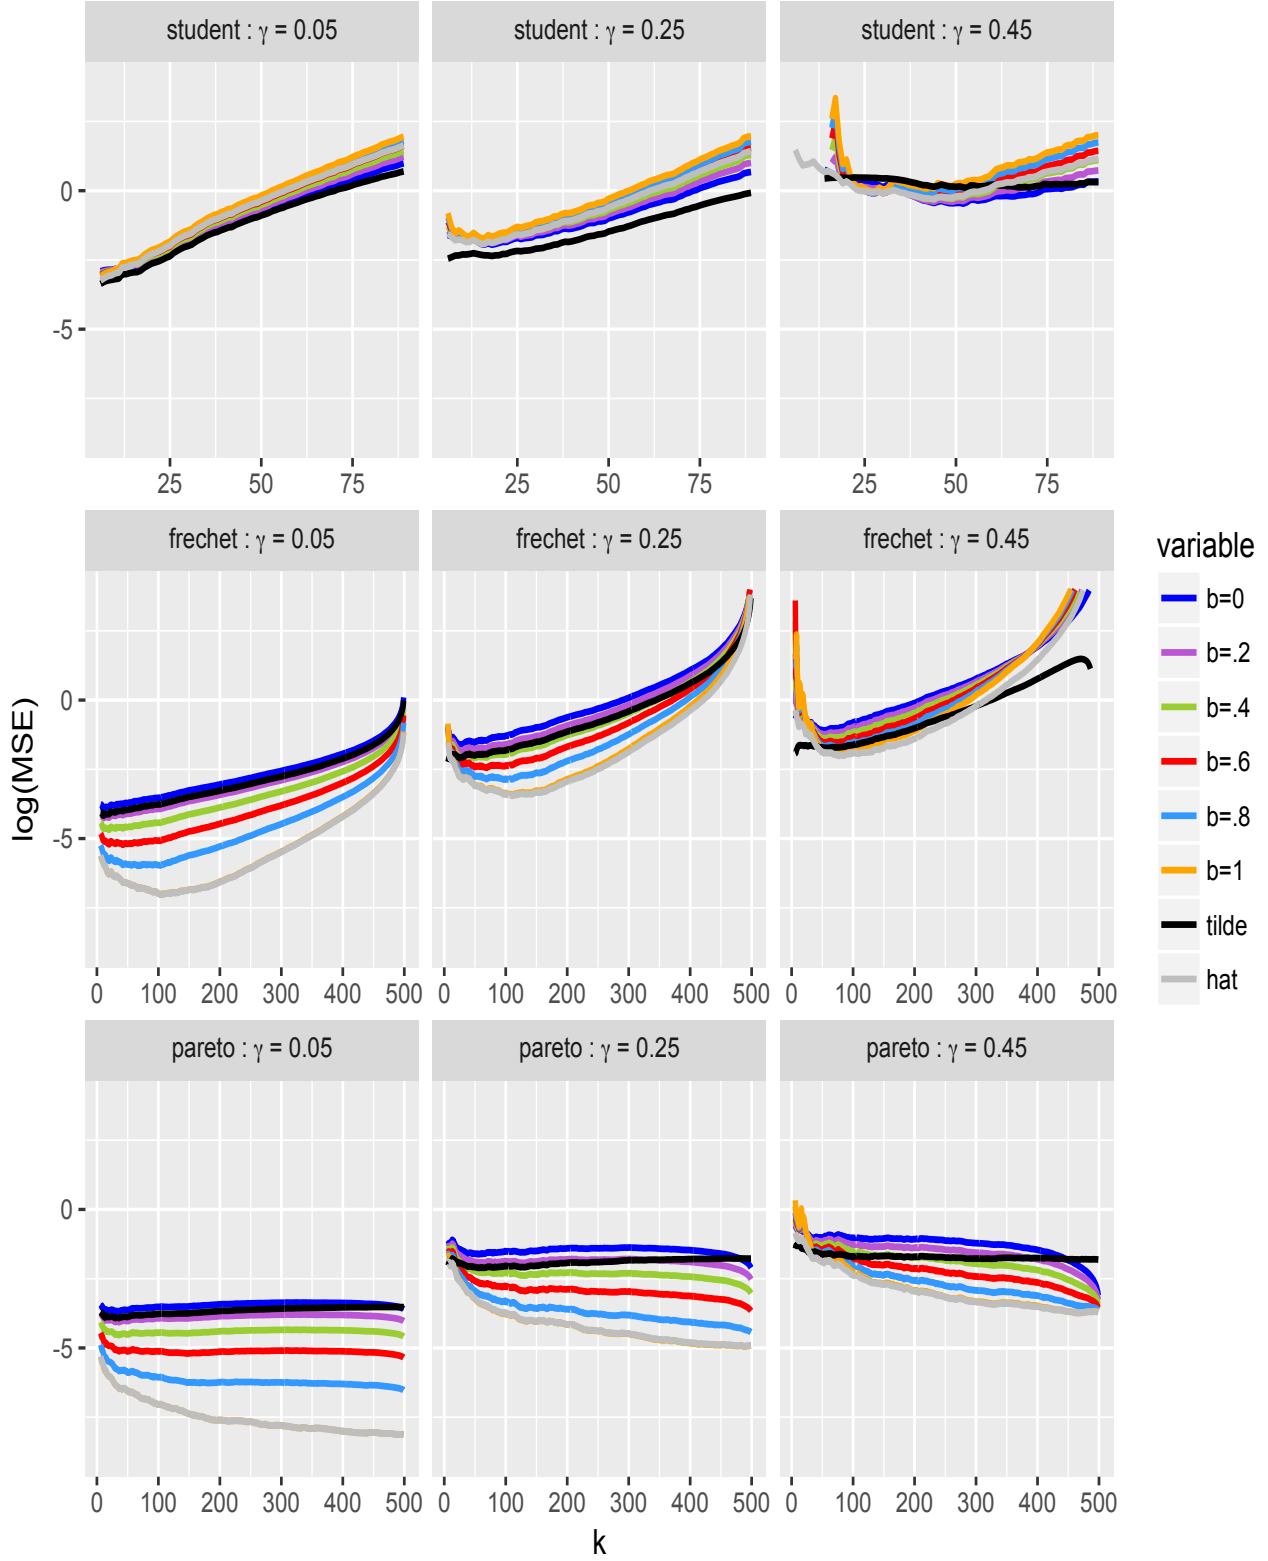 student : γ = 0.05 student : γ = 0.25 student : γ = 0.45
0
-5
25 50 75 25 50 75 25 50 75
frechet : γ = 0.05 frechet : γ = 0.25 frechet : γ = 0.45
0
-5
0 100 200 300 400 500 0 100 200 300 400 500 0 100 200 300 400 500
pareto : γ = 0.05 pareto : γ = 0.25 pareto : γ = 0.45
0
-5
0 100 200 300 400 500 0 100 200 300 400 500 0 100 200 300 400 500
k
log(MSE)
variable
b=0
b=.2
b=.4
b=.6
b=.8
b=1
tilde
hat